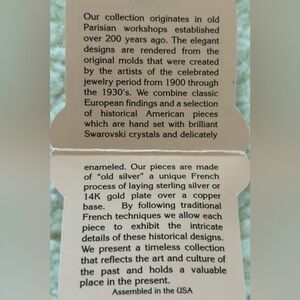 Our collection originates in old
Parisian workshops established
over 200 years ago. The elegant
designs are rendered from the
original molds that were created
by the artists of the celebrated
jewelry period from 1900 through
the 1930's. We combine classic
European findings and a selection
of historical American pieces
which are hand set with brilliant
Swarovski crystals and delicately
enameled. Our pieces are made
of "old silver" a unique French
process of laying sterling silver or
14K gold plate over a copper
base. By following traditional
French techniques we allow each
piece to exhibit the intricate
details of these historical designs.
We present a timeless collection
that reflects the art and culture of
the past and holds a valuable
place in the present.
Assembled in the USA